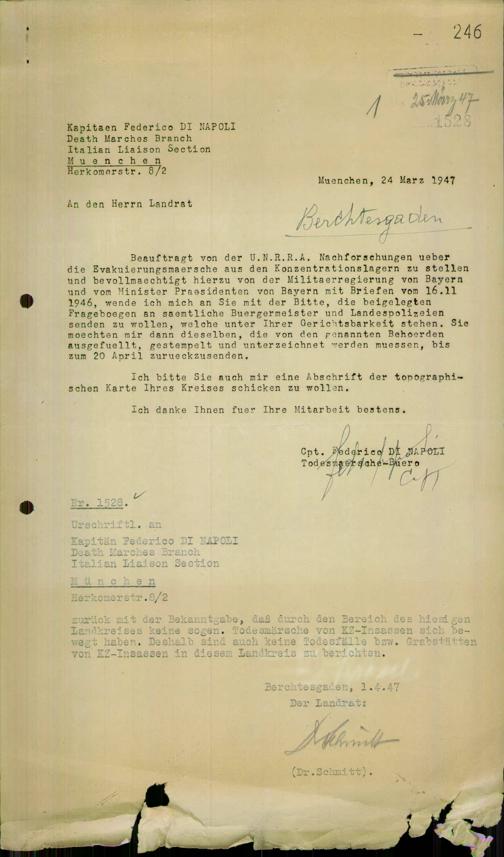 - 246
25. März 47
1
1528
Kapitaen Federico DI NAPOLI
Death Marches Branch
Italian Liaison Section
M u e n c h e n
Herkomerstr. 8/2
Muenchen, 24 Marz 1947
An den Herrn Landrat
Berchtesgaden
Beauftragt von der U.N.R.R.A. Nachforschungen ueber
die Evakuierungsmaersche aus den Konzentrationslagern zu stellen
und bevollmaechtigt hierzu von der Militaerregierung von Bayern
und vom Minister Praesidenten von Bayern mit Briefen vom 16.11
1946, wende ich mich an Sie mit der Bitte, die beigelegten
Frageboegen an saemtliche Buergermeister und Landespolizeien
senden zu wollen, welche unter Ihrer Gerichtsbarkeit stehen. Sie
moechten mir dann dieselben, die von den genannten Behoerden
ausgefuellt, gestempelt und unterzeichnet werden muessen, bis
zum 20 April zurueckzusenden.
Ich bitte Sie auch mir eine Abschrift der topographi-
schen Karte Ihres Kreises schicken zu wollen.
Ich danke Ihnen fuer Ihre Mitarbeit bestens.
Cpt. Federico DI NAPOLI
Todesmaersche-Buero
Cpt
Nr. 1528.
Urschriftl. an
Kapitän Federico DI NAPOLI
Death Marches Branch
Italian Liaison Section
M ü n c h e n
Herkomerstr.8/2
zurück mit der Bekanntgabe, daß durch den Bereich des hiesigen
Landkreises keine sogen. Todesmärsche von KZ-Insassen sich be-
wegt haben. Deshalb sind auch keine Todesfälle bzw. Grabstätten
von KZ-Insassen in diesem Landkreis zu berichten.
Berchtesgaden, 1.4.47
Der Landrat:
Schmitt
(Dr.Schmitt).